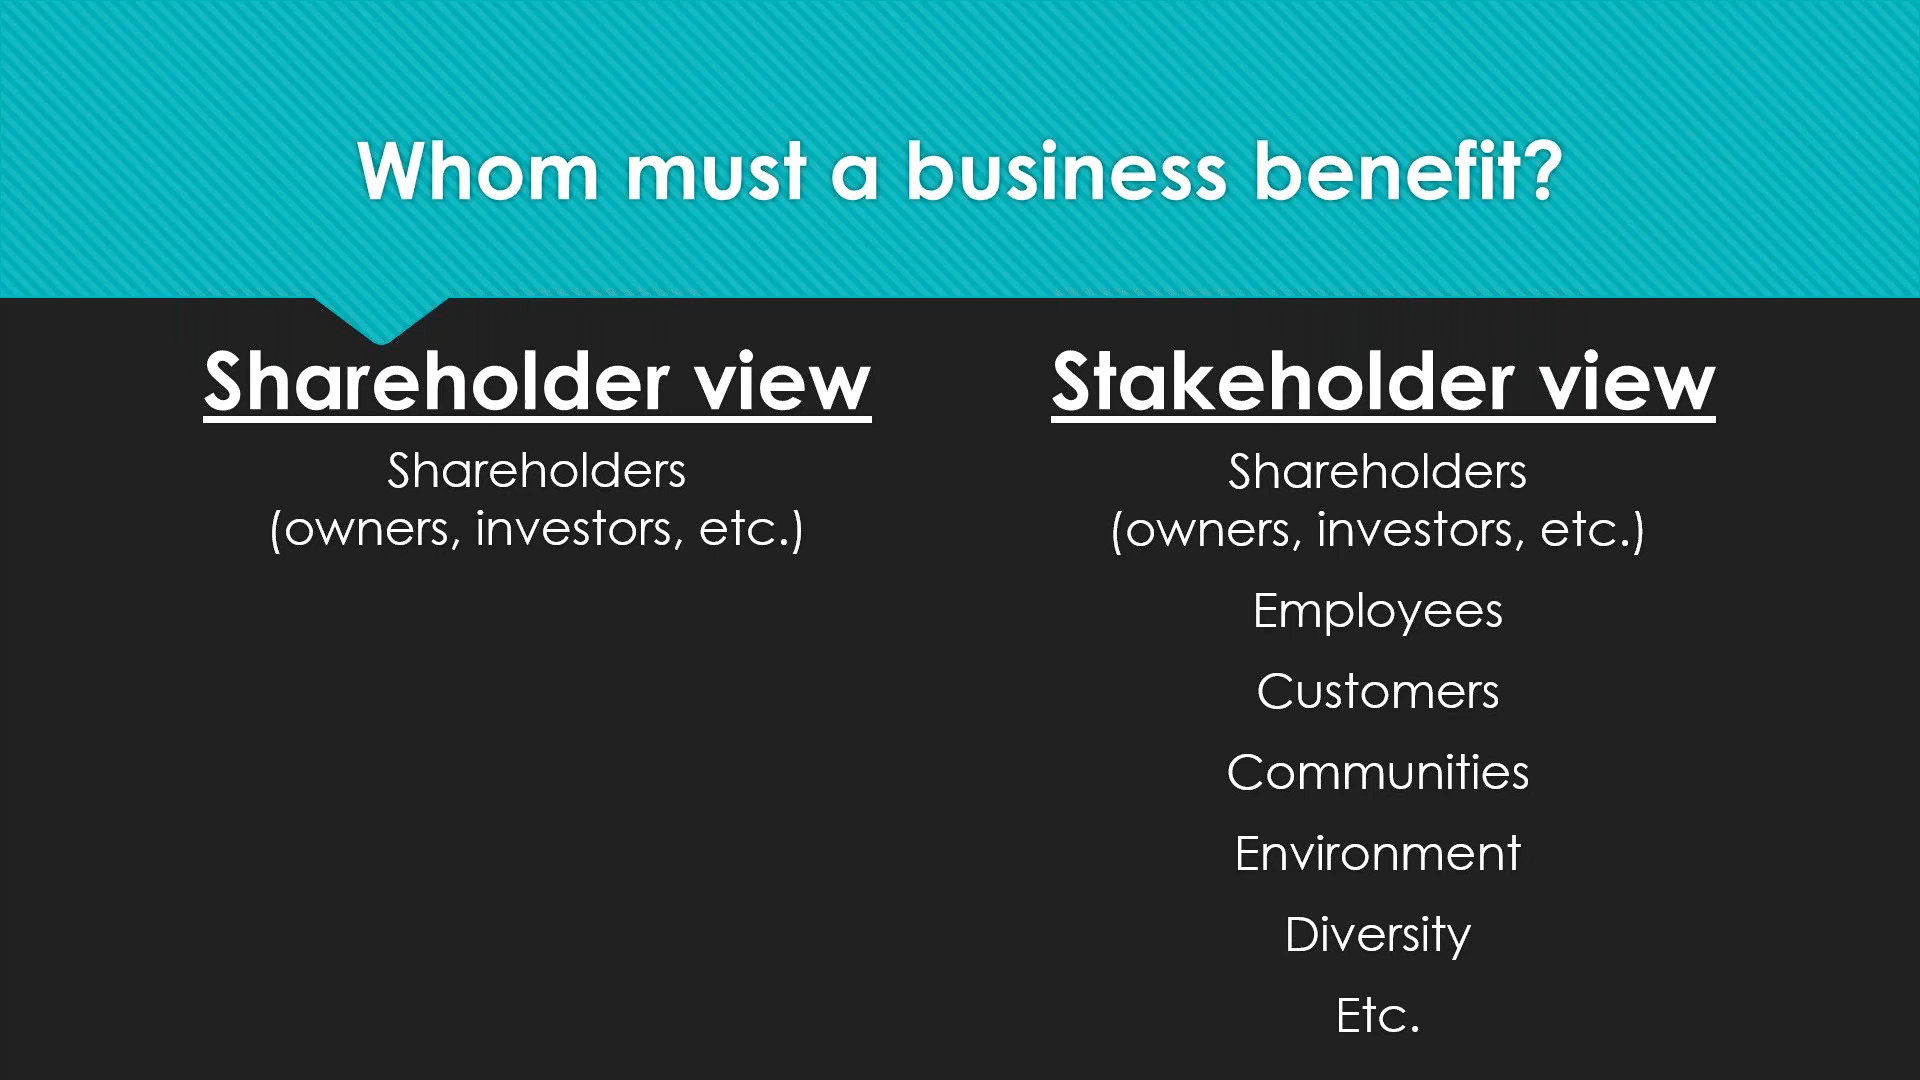 Whom must a business benefit?
Shareholder view
Shareholders
(owners, investors, etc.)
Stakeholder view
Shareholders
(owners, investors, etc.)
Employees
Customers
Communities
Environment
Diversity
Etc.